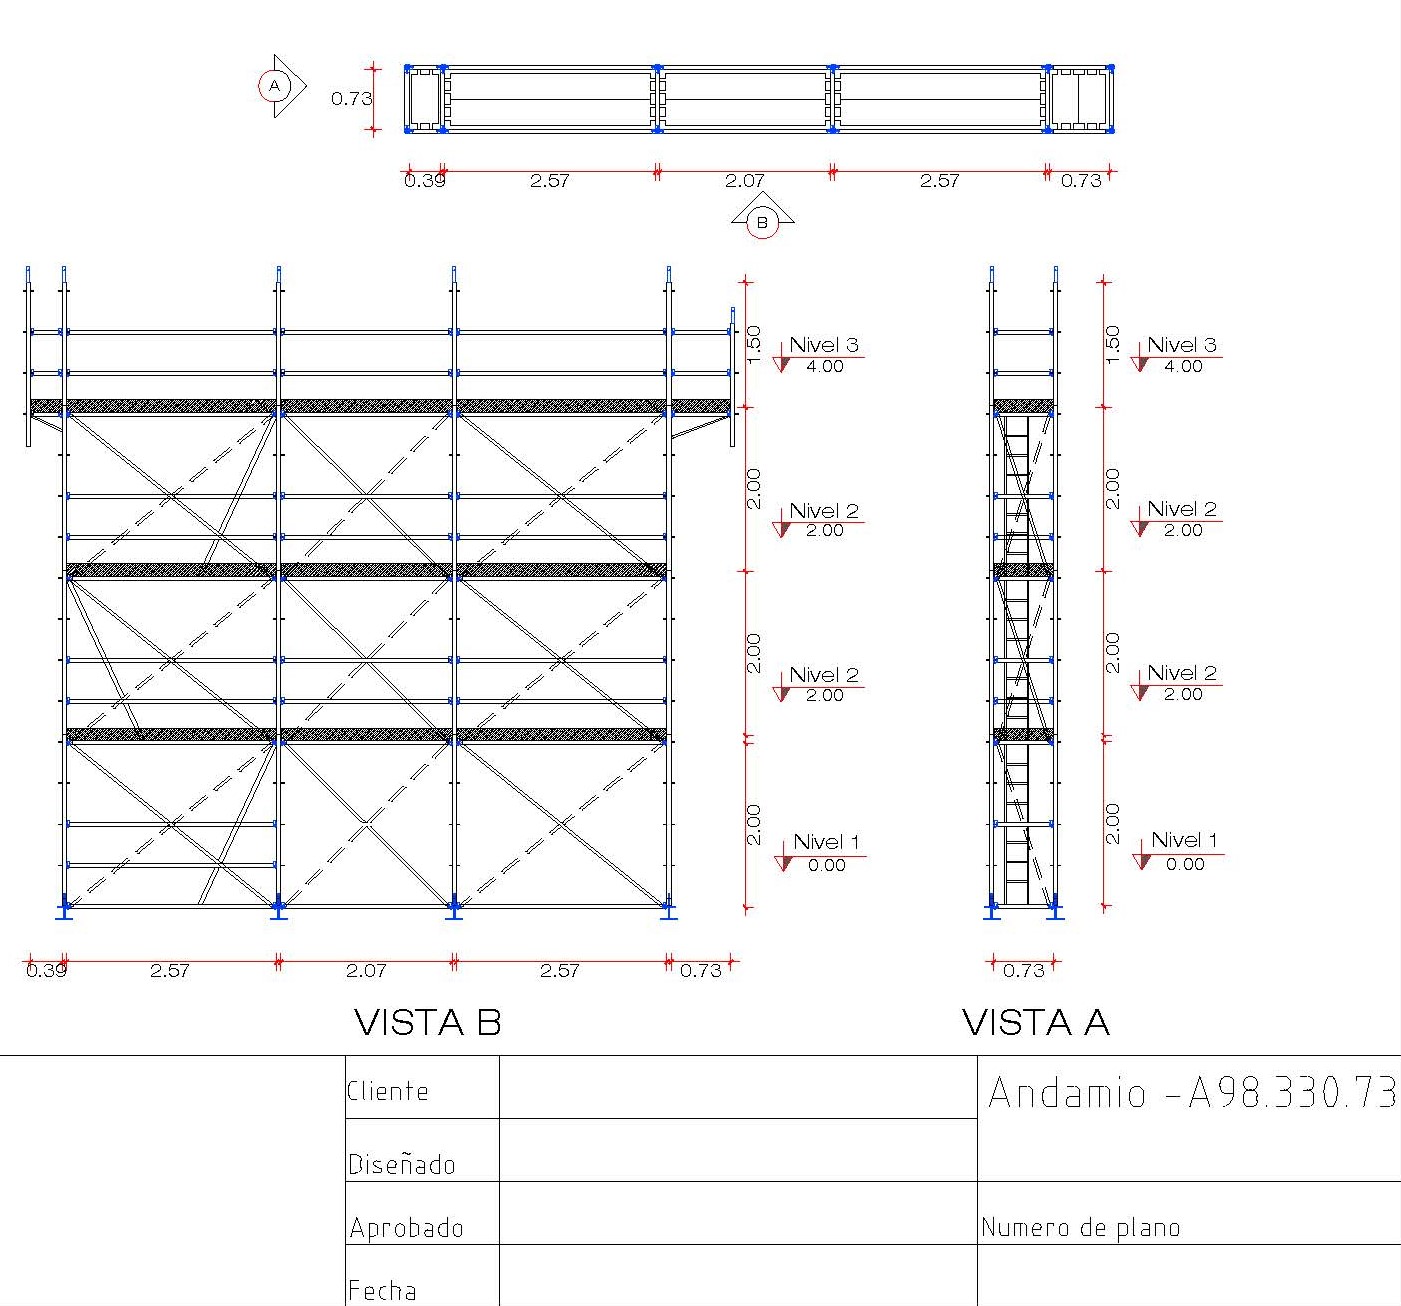 A
0.73
0.39 2.57 2.07 2.57 0.73
B
1.50
Nivel 3
4.00
1.50
Nivel 3
4.00
2.00
Nivel 2
2.00
2.00
Nivel 2
2.00
2.00
Nivel 2
2.00
2.00
Nivel 2
2.00
2.00
Nivel 1
0.00
2.00
Nivel 1
0.00
0.39 2.57 2.07 2.57 0.73
0.73
VISTA B
VISTA A
Cliente
Andamio -A98.330.73
Diseñado
Aprobado
Numero de plano
Fecha